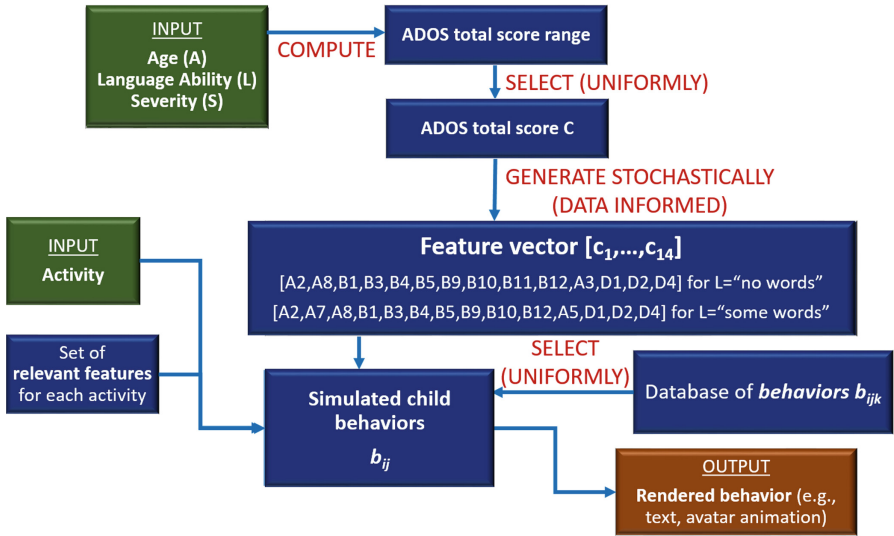 INPUT
Age (A)
Language Ability (L)
Severity (S)
COMPUTE
ADOS total score range
SELECT (UNIFORMLY)
ADOS total score C
GENERATE STOCHASTICALLY
(DATA INFORMED)
Feature vector [c1,...,c14]
[A2,A8,B1,B3,B4,B5,B9,B10,B11,B12,A3,D1,D2,D4] for L=“no words”
[A2,A7,A8,B1,B3,B4,B5,B9,B10,B12,A5,D1,D2,D4] for L=“some words”
INPUT
Activity
Set of
relevant features
for each activity
SELECT
(UNIFORMLY)
Simulated child
behaviors
bij
Database of behaviors bijk
OUTPUT
Rendered behavior (e.g.,
text, avatar animation)